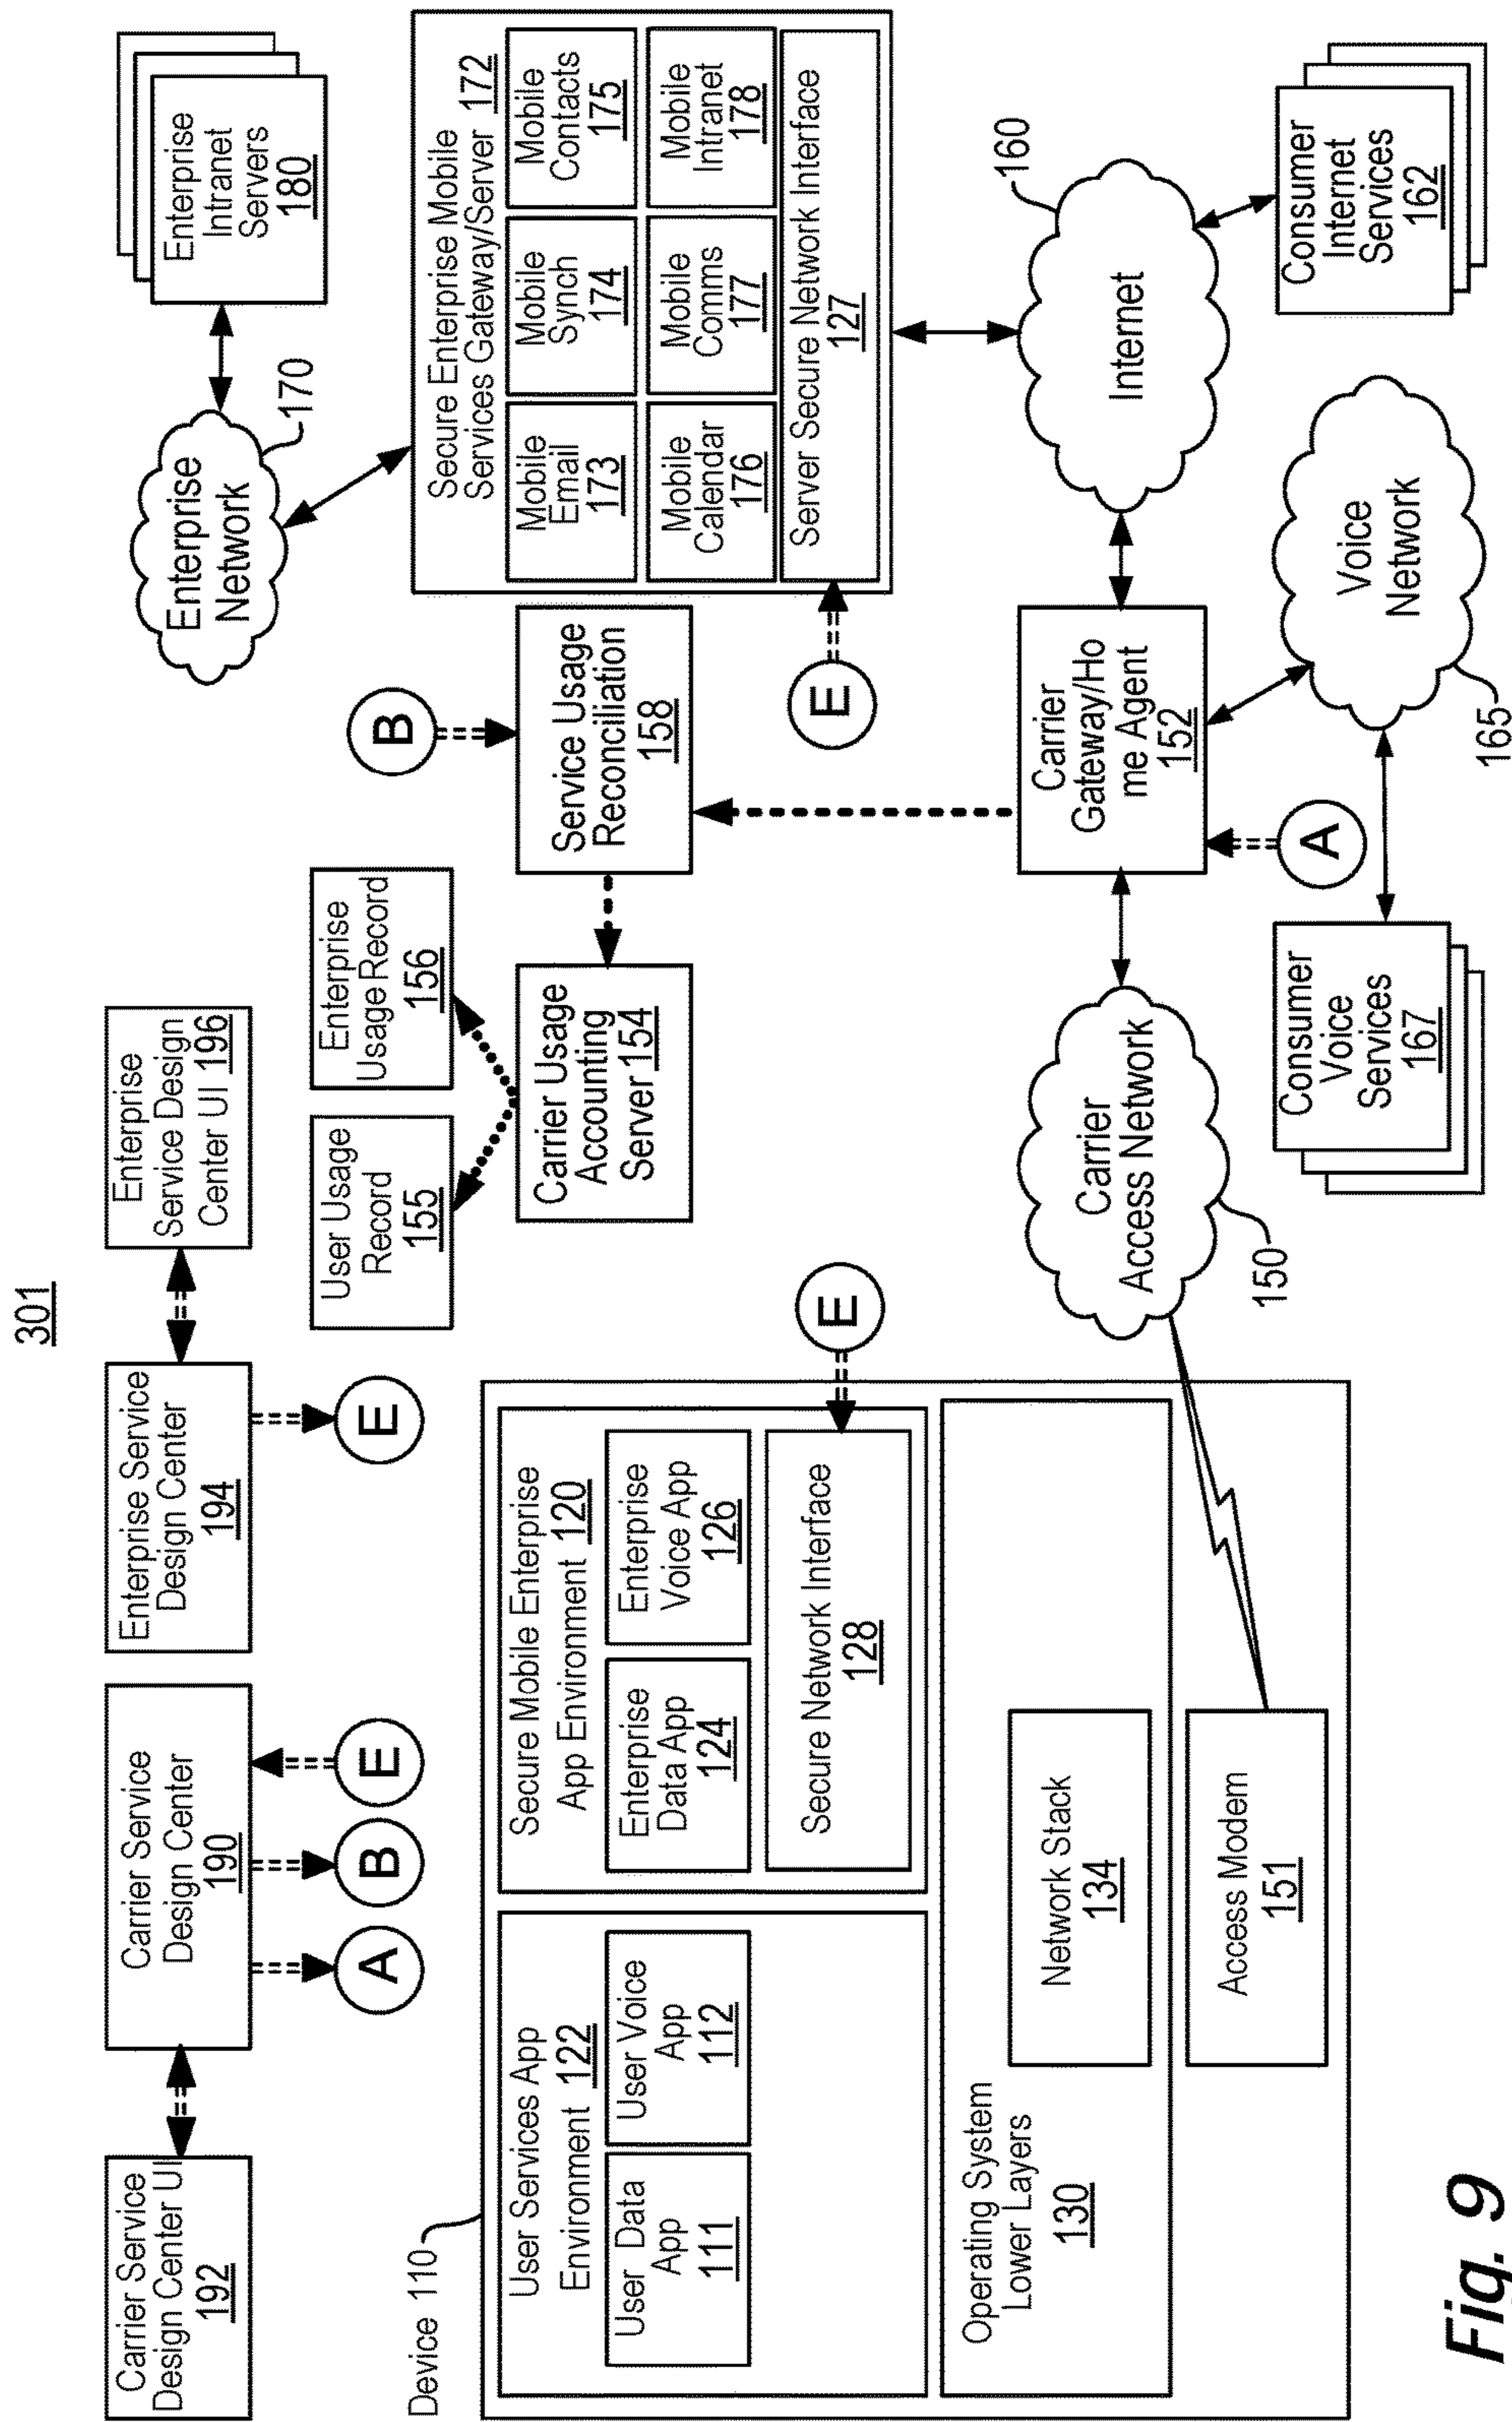 301
Carrier Service
Design Center UI
192
Carrier Service
Design Center
190
A
B
E
Enterprise Service
Design Center
194
E
Enterprise
Service Design
Center UI 196
Device 110
User Services App
Environment 122
User Data
App
111
User Voice
App
112
Secure Mobile Enterprise
App Environment 120
Enterprise
Data App
124
Enterprise
Voice App
126
Secure Network Interface
128
E
Operating System
Lower Layers
130
Network Stack
134
Access Modem
151
User Usage
Record
155
Enterprise
Usage Record
156
Carrier Usage
Accounting
Server 154
B
Service Usage
Reconciliation
158
Enterprise
Network
170
Enterprise
Intranet
Servers
180
Secure Enterprise Mobile
Services Gateway/Server 172
Mobile
Email
173
Mobile
Synch
174
Mobile
Contacts
175
Mobile
Calendar
176
Mobile
Comms
177
Mobile
Intranet
178
Server Secure Network Interface
127
E
Carrier
Access Network
150
Carrier
Gateway/Ho
me Agent
152
A
Internet
160
Consumer
Internet
Services
162
Voice
Network
165
Consumer
Voice
Services
167
Fig. 9